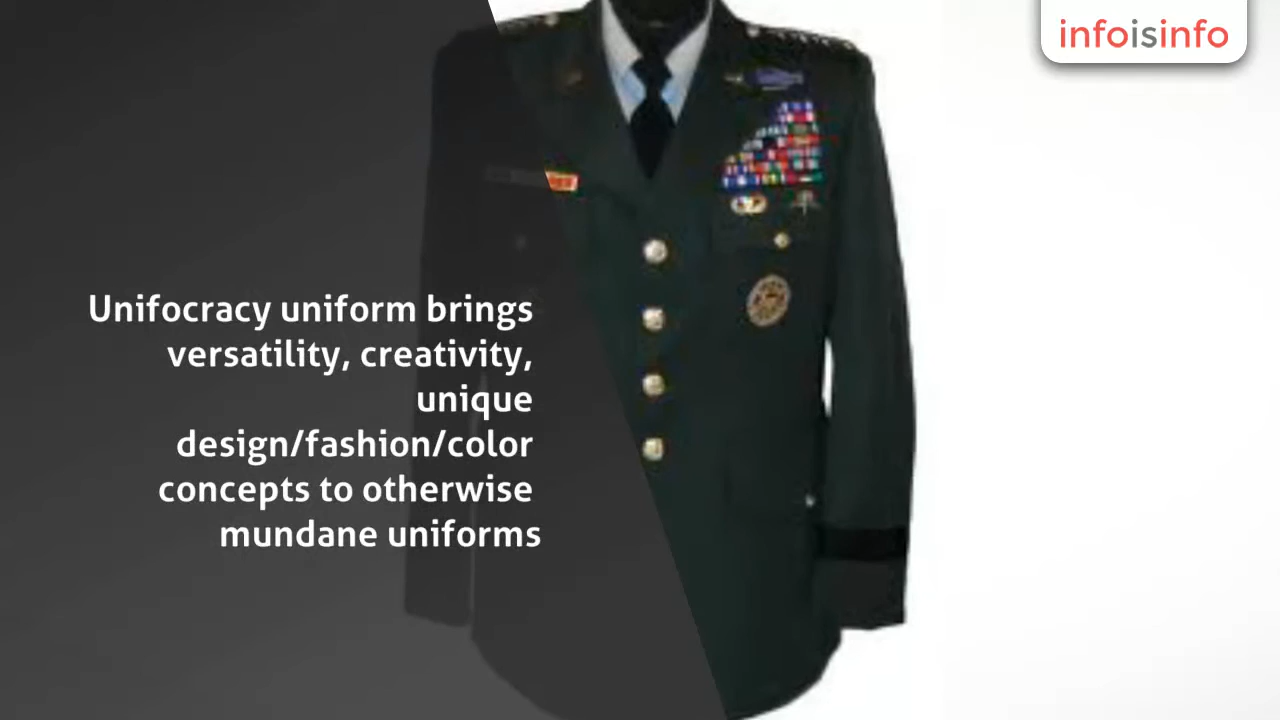 infoisinfo
Unifocracy uniform brings
versatility, creativity,
unique
design/fashion/color
concepts to otherwise
mundane uniforms